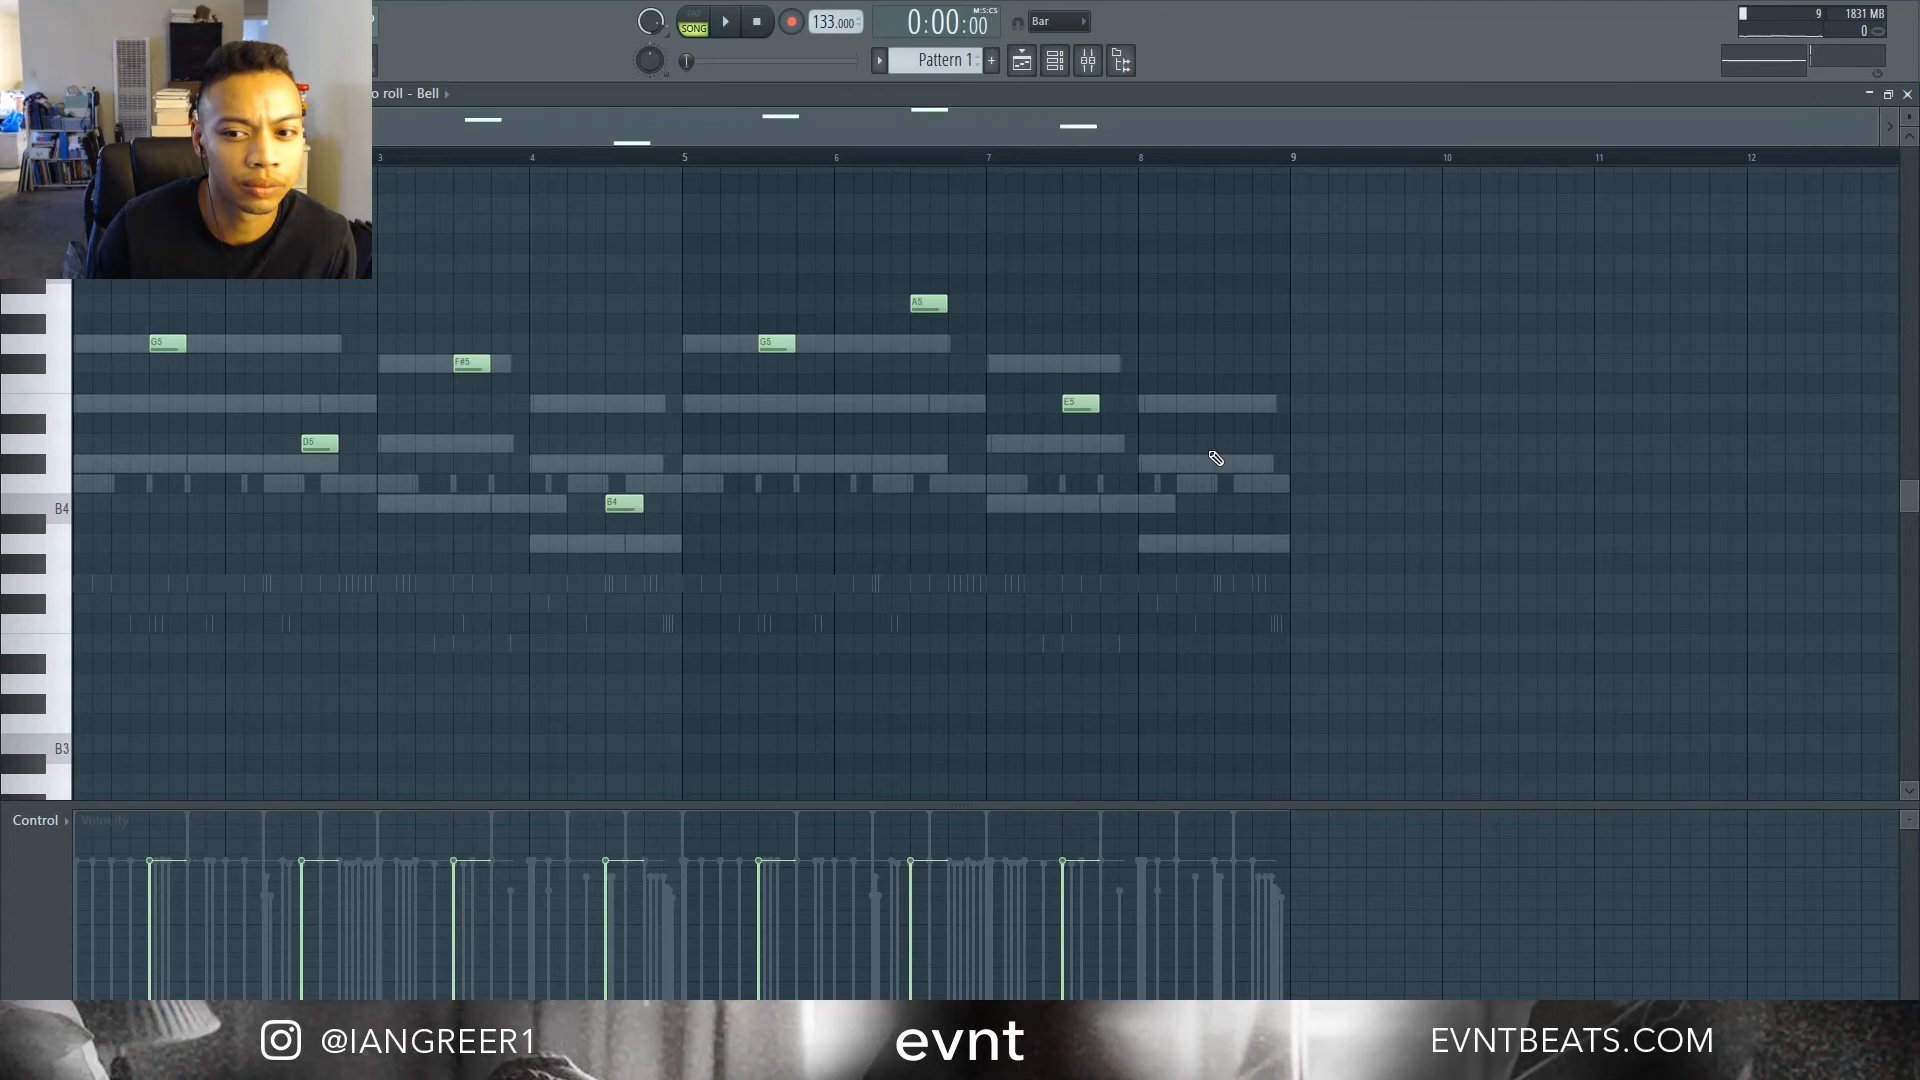 PAT
SONG
133.000
M:S:CS
0:00:00
Bar
9
1831 MB
0
Pattern 1
+
o roll - Bell
3
4
5
6
7
8
9
10
11
12
A5
G5
G5
F#5
E5
D5
B4
B4
B3
Control
Velocity
@IANGREER1
evnt
EVNTBEATS.COM